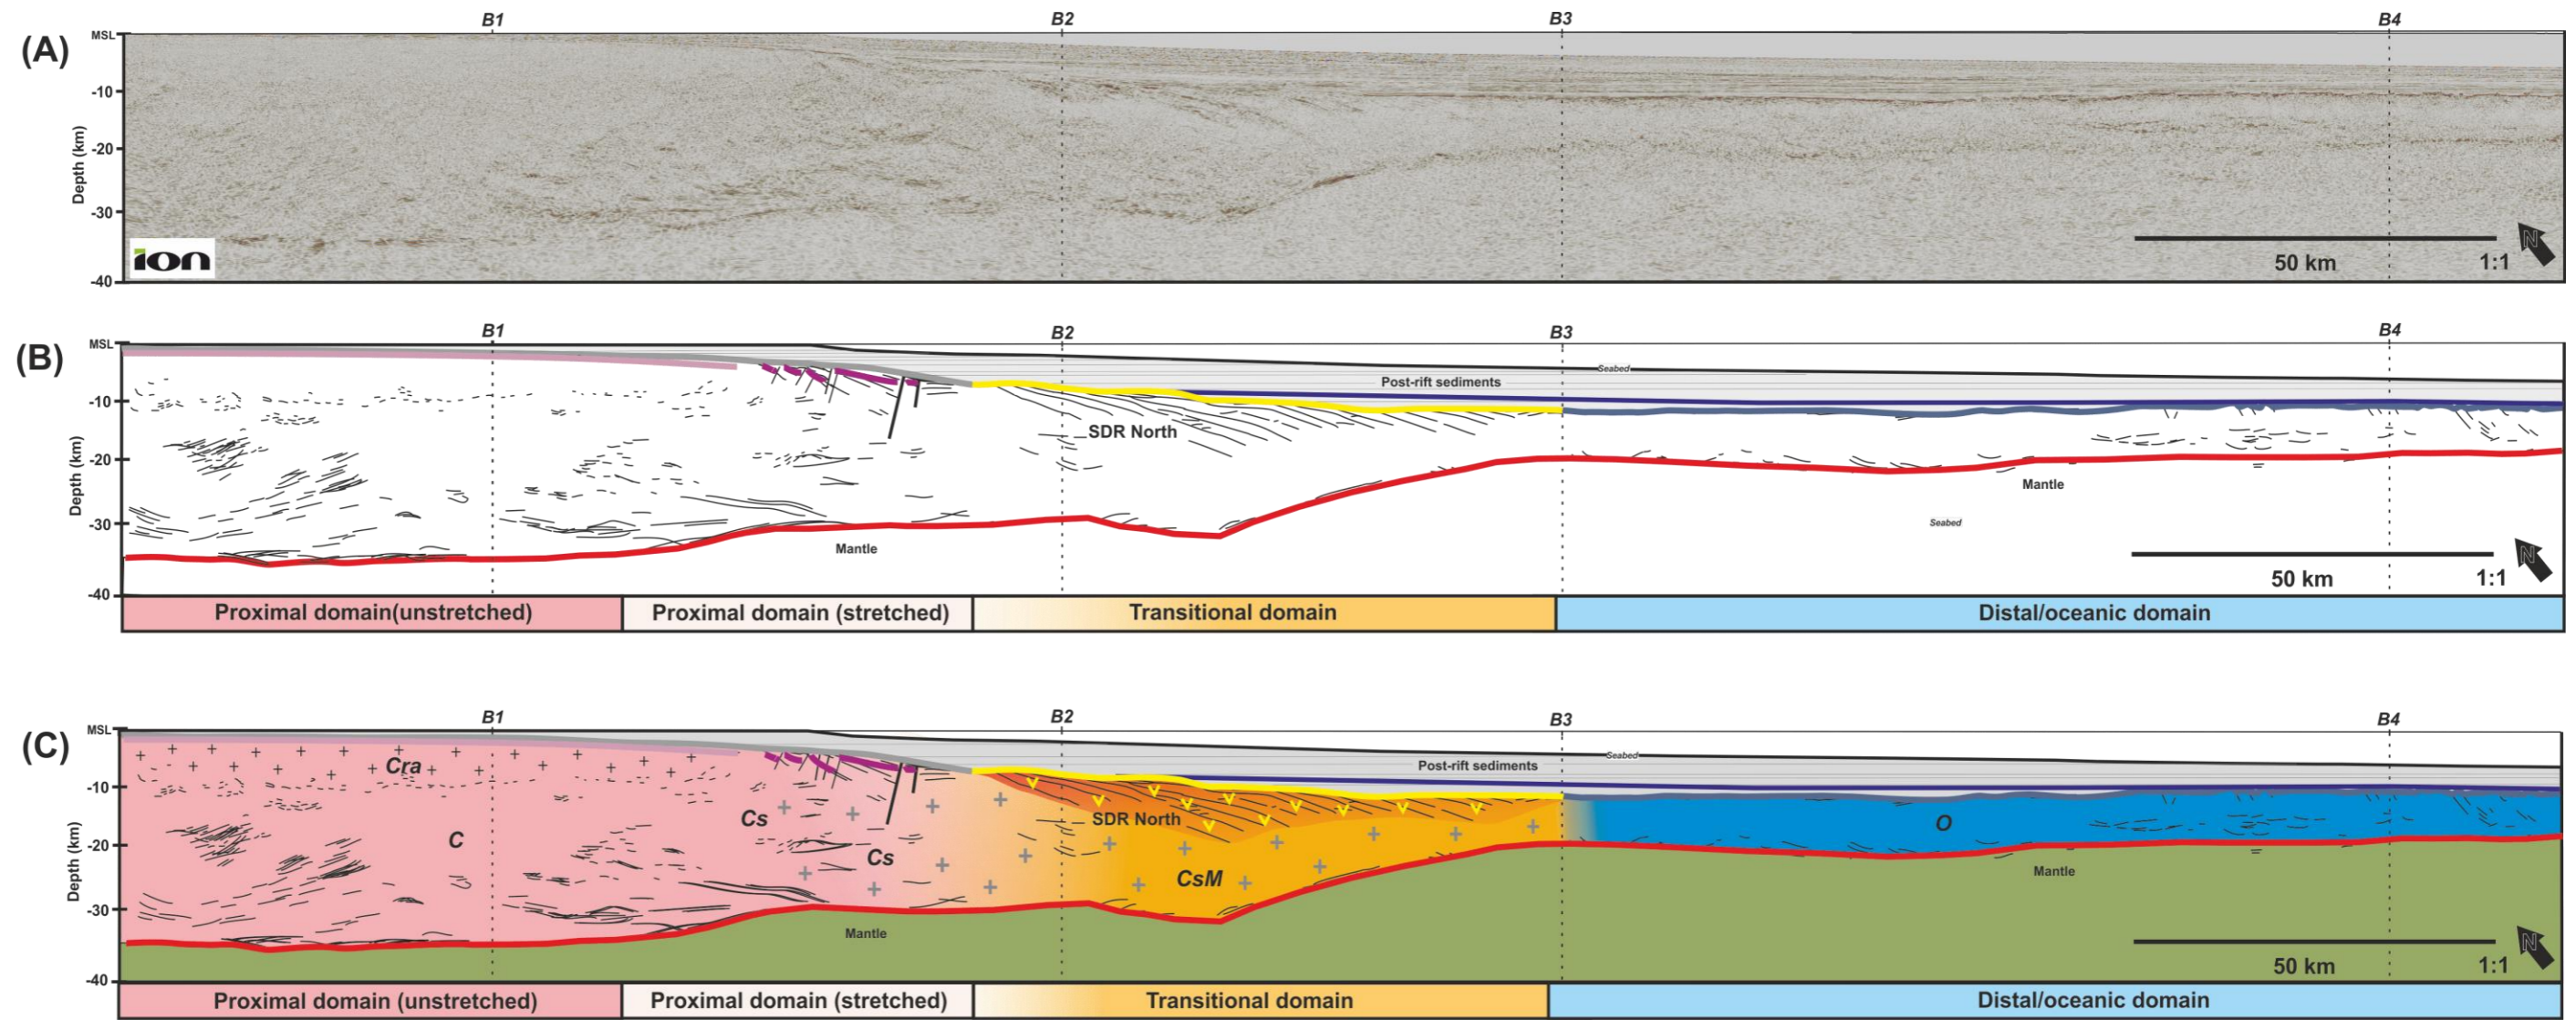 (A)
B1 B2 B3 B4
MSL
-10
-20
-30
-40
Depth (km)
ion
50 km 1:1
N
(B)
B1 B2 B3 B4
MSL
-10
-20
-30
-40
Depth (km)
Seabed
Post-rift sediments
SDR North
Mantle
Seabed
Mantle
50 km 1:1
N
Proximal domain(unstretched) Proximal domain (stretched) Transitional domain Distal/oceanic domain
(C)
B1 B2 B3 B4
MSL
-10
-20
-30
-40
Depth (km)
Seabed
Post-rift sediments
Cra
Cs
SDR North
O
C
Cs
CsM
Mantle
Mantle
50 km 1:1
N
Proximal domain (unstretched) Proximal domain (stretched) Transitional domain Distal/oceanic domain